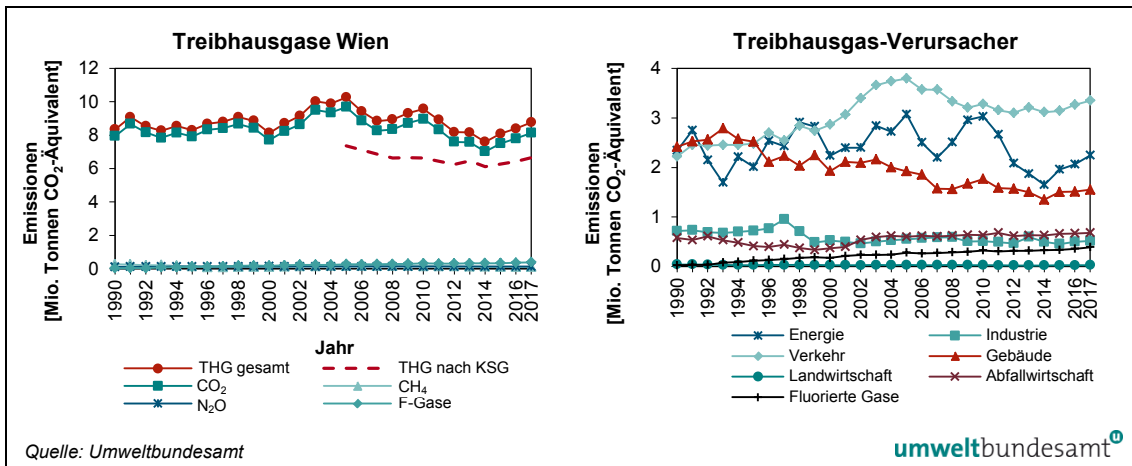 Treibhausgase Wien
Emissionen
[Mio. Tonnen CO₂-Äquivalent]
12
10
8
6
4
2
0
1990
1992
1994
1996
1998
2000
2002
2004
2006
2008
2010
2012
2014
2016
2017
Jahr
THG gesamt
THG nach KSG
CO₂
CH₄
N₂O
F-Gase
Treibhausgas-Verursacher
Emissionen
[Mio. Tonnen CO₂-Äquivalent]
4
3
2
1
0
1990
1992
1994
1996
1998
2000
2002
2004
2006
2008
2010
2012
2014
2016
2017
Energie
Industrie
Verkehr
Gebäude
Landwirtschaft
Abfallwirtschaft
Fluorierte Gase
Quelle: Umweltbundesamt
umweltbundesamt
u